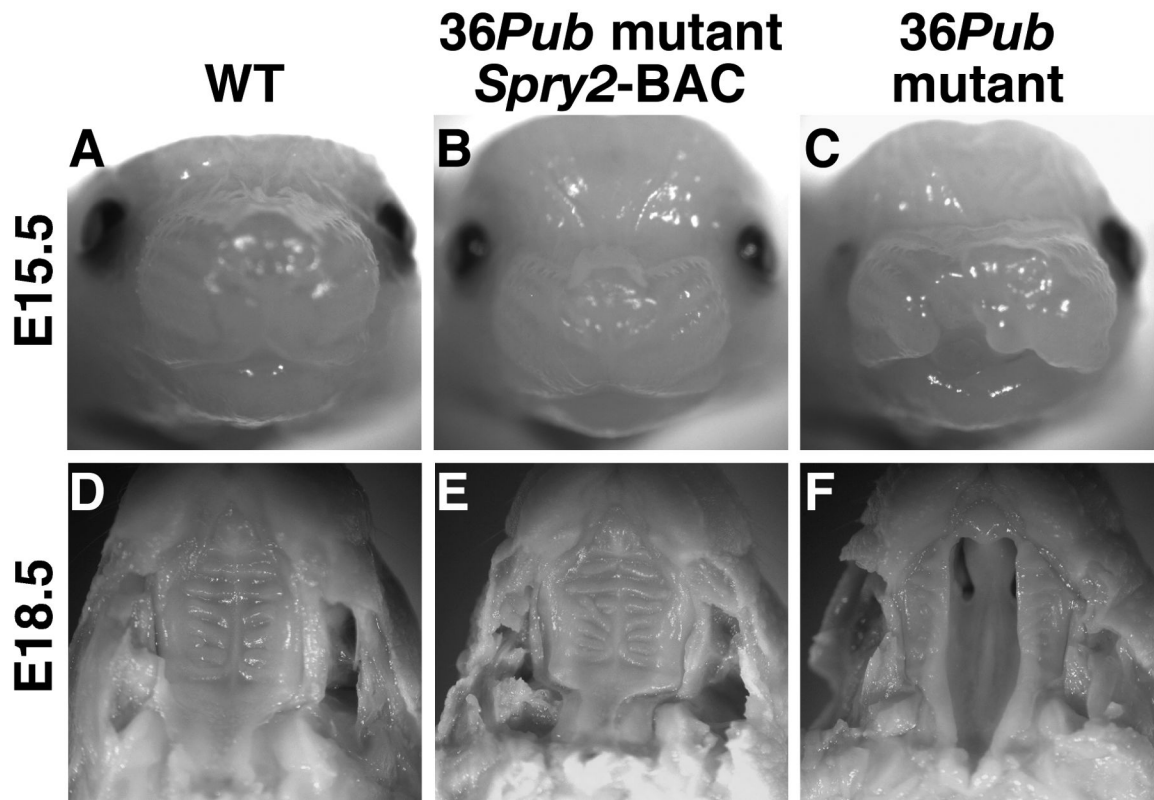 WT
36Pub mutant
Spry2-BAC
36Pub
mutant
E15.5
A
B
C
E18.5
D
E
F